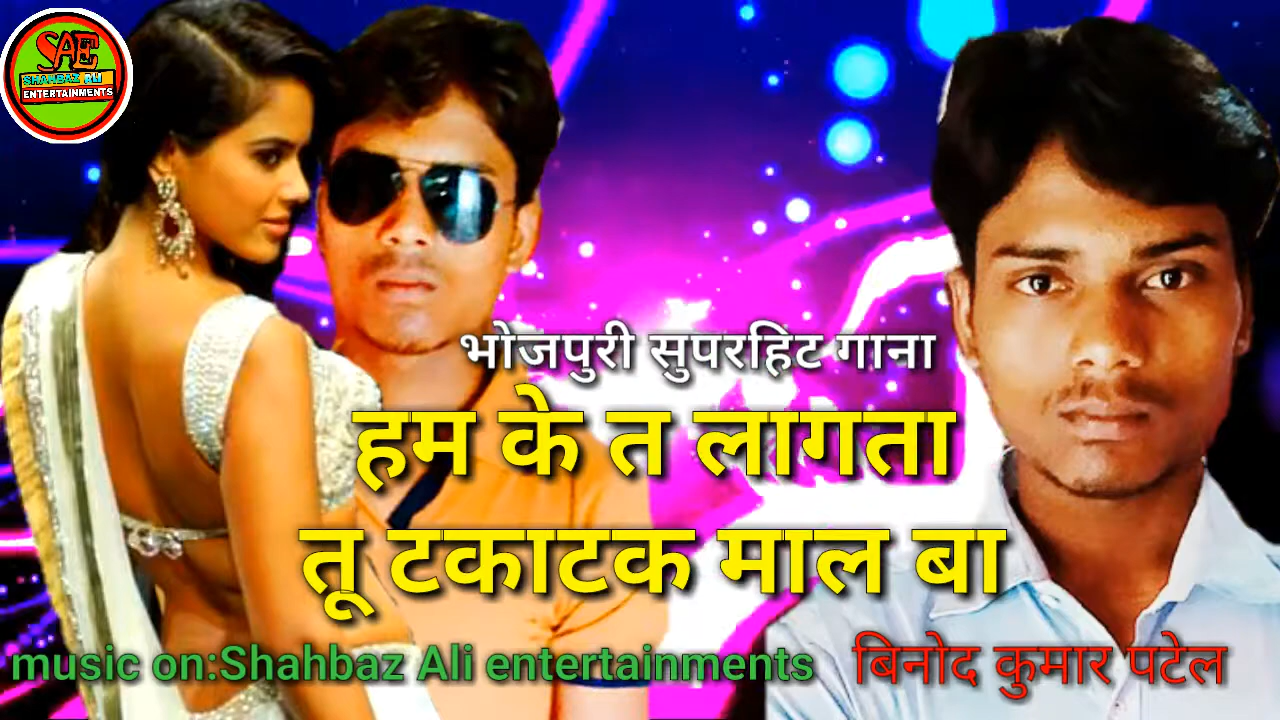 SAE
SHAHBAZ ALI
ENTERTAINMENTS
भोजपुरी सुपरहिट गाना
हम के त लागता
तू टकाटक माल बा
music on:Shahbaz Ali entertainments
बिनोद कुमार पटेल